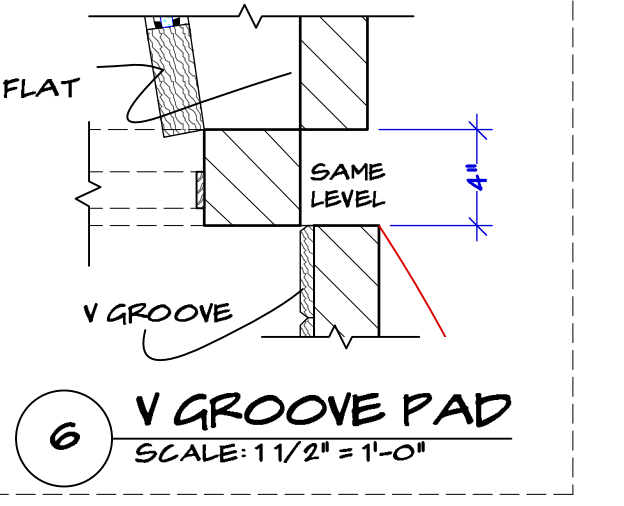 FLAT
SAME
LEVEL
4"
V GROOVE
6
V GROOVE PAD
SCALE: 1 1/2" = 1'-0"